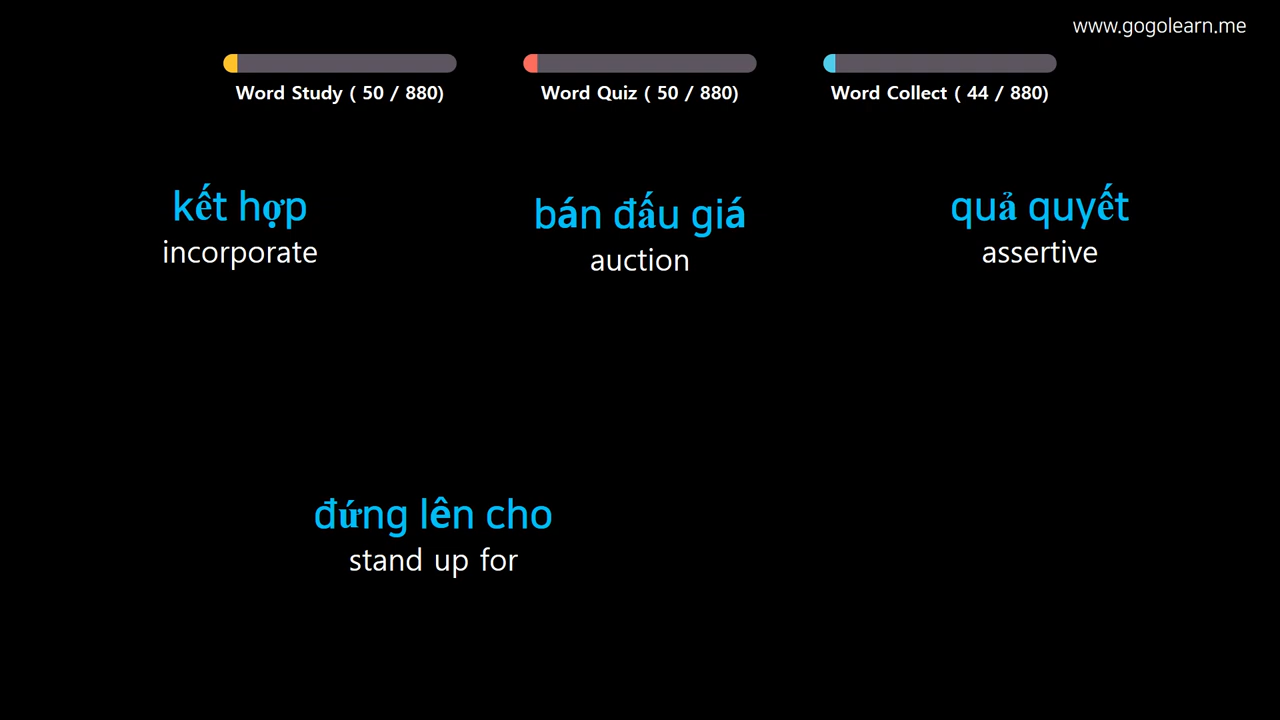 www.gogolearn.me
Word Study ( 50 / 880)
Word Quiz ( 50 / 880)
Word Collect ( 44 / 880)
kết hợp
incorporate
bán đấu giá
auction
quả quyết
assertive
đứng lên cho
stand up for